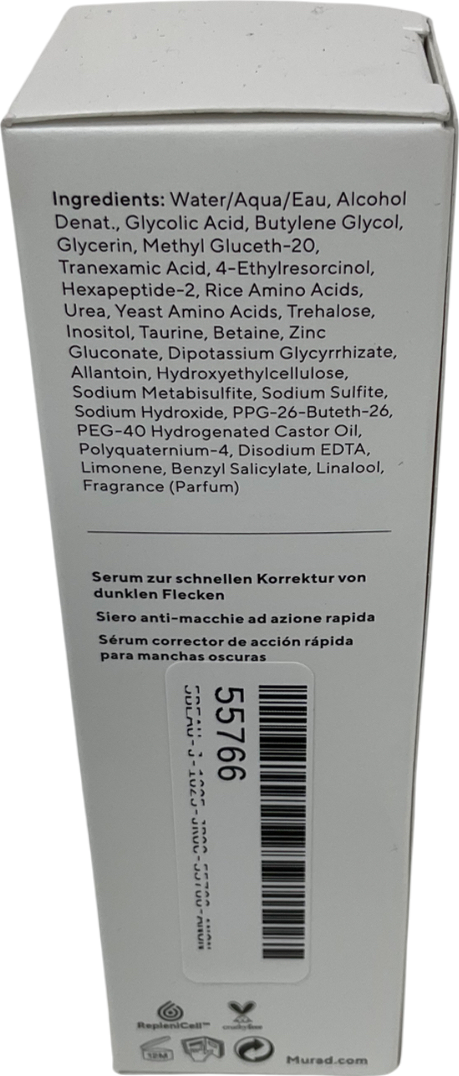 Ingredients: Water/Aqua/Eau, Alcohol
Denat., Glycolic Acid, Butylene Glycol,
Glycerin, Methyl Gluceth-20,
Tranexamic Acid, 4-Ethylresorcinol,
Hexapeptide-2, Rice Amino Acids,
Urea, Yeast Amino Acids, Trehalose,
Inositol, Taurine, Betaine, Zinc
Gluconate, Dipotassium Glycyrrhizate,
Allantoin, Hydroxyethylcellulose,
Sodium Metabisulfite, Sodium Sulfite,
Sodium Hydroxide, PPG-26-Buteth-26,
PEG-40 Hydrogenated Castor Oil,
Polyquaternium-4, Disodium EDTA,
Limonene, Benzyl Salicylate, Linalool,
Fragrance (Parfum)
Serum zur schnellen Korrektur von
dunklen Flecken
Siero anti-macchie ad azione rapida
Sérum corrector de acción rápida
para manchas oscuras
55766
RepleniCell™
crueltyfree
12M
Murad.com